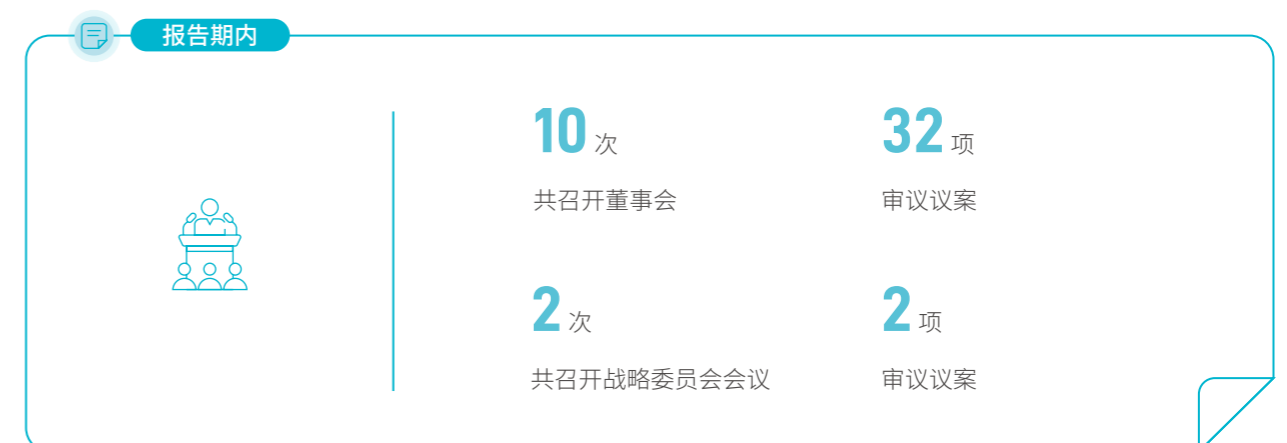 报告期内
10 次
32 项
共召开董事会
审议议案
2 次
2 项
共召开战略委员会会议
审议议案